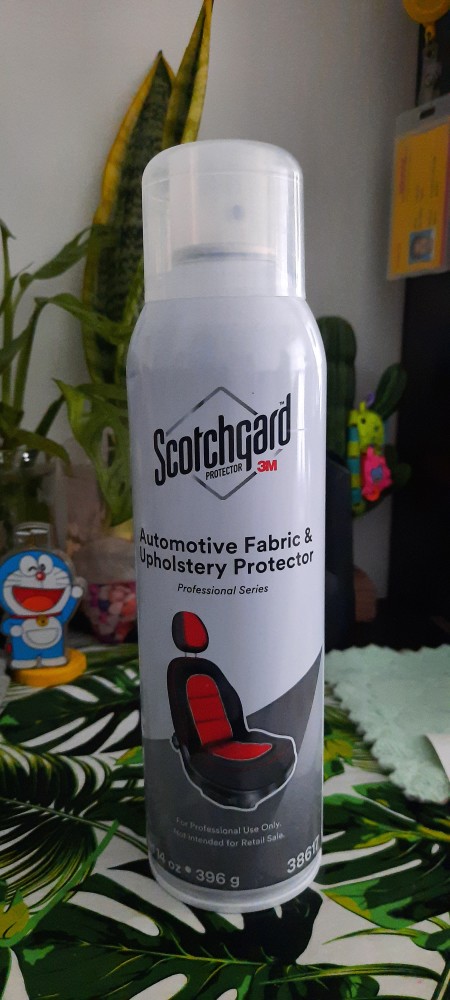 Scotchgard™
PROTECTOR 3M
Automotive Fabric &
Upholstery Protector
Professional Series
For Professional Use Only.
Not Intended for Retail Sale.
14 oz • 396 g
38617